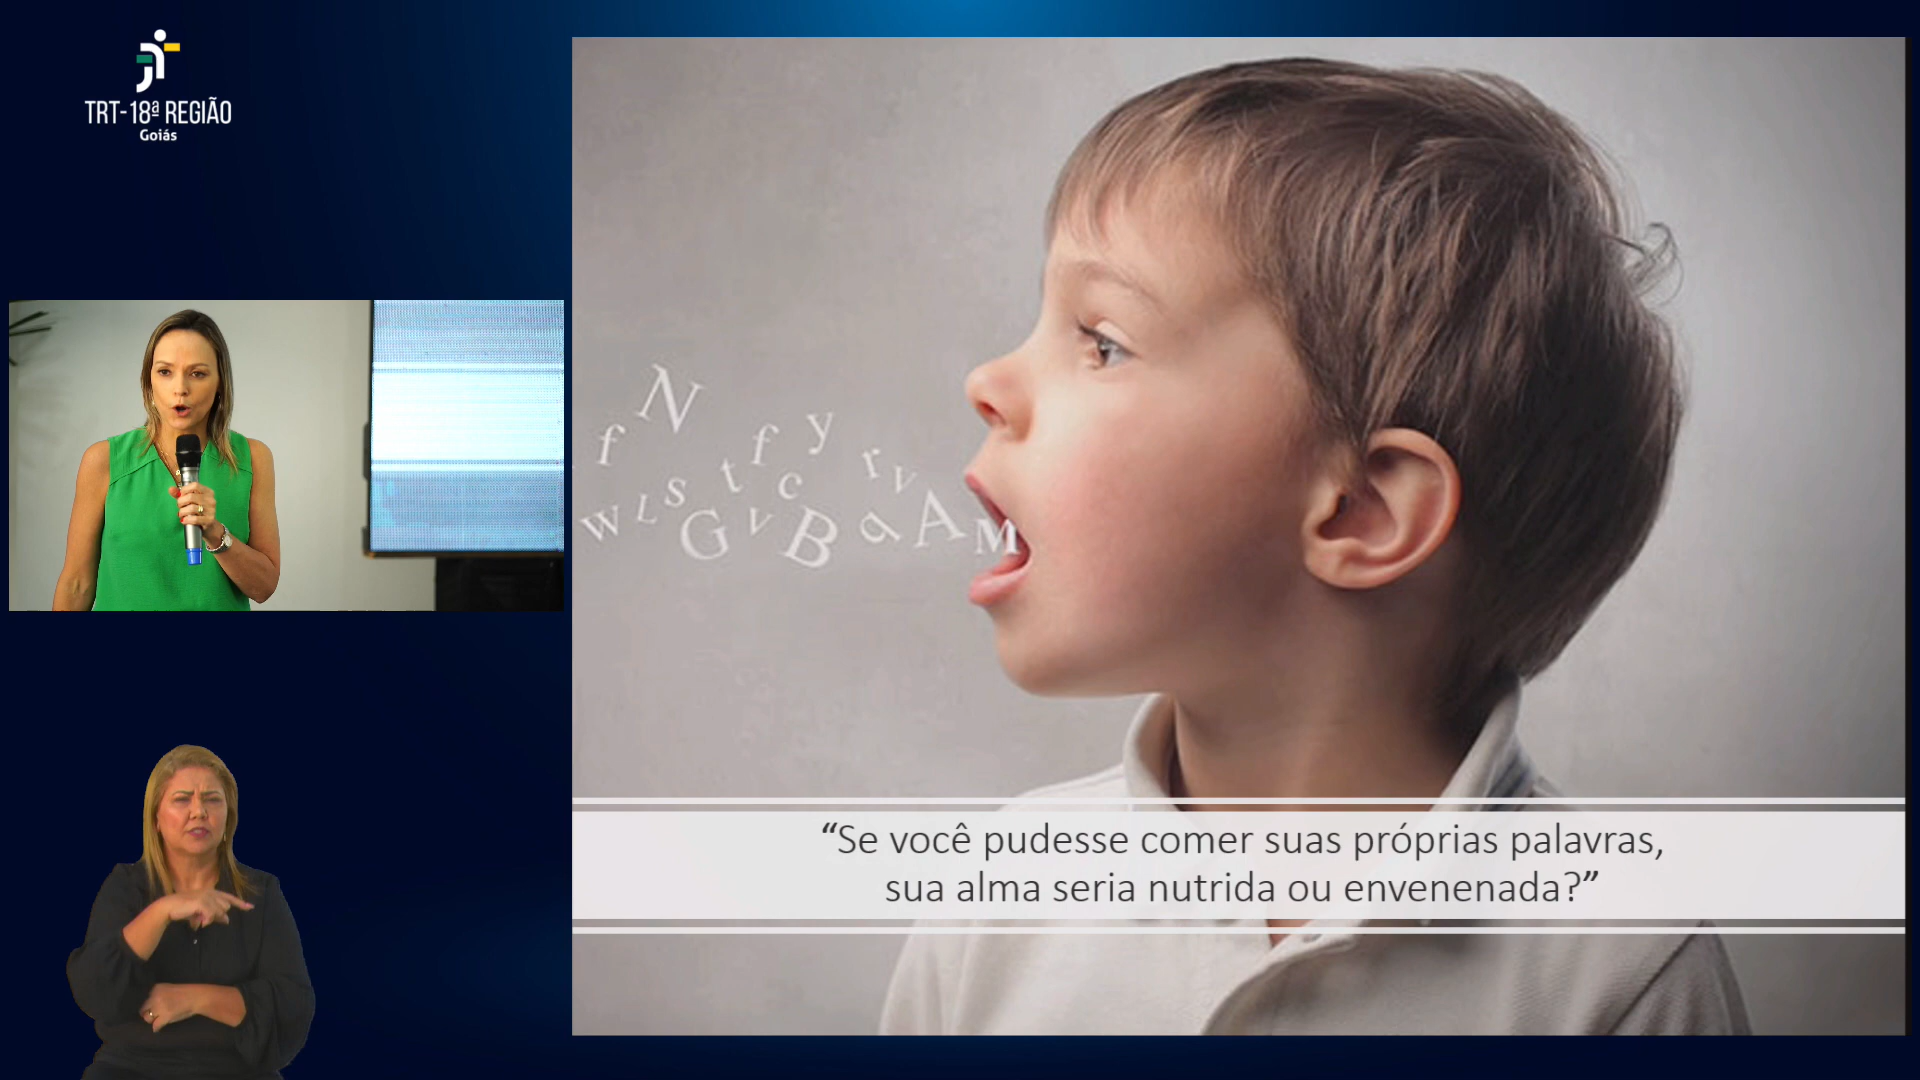 TRT-18ª REGIÃO
Goiás
N
f
f y
r v
W L s t c
G v B a A M
“Se você pudesse comer suas próprias palavras,
sua alma seria nutrida ou envenenada?”